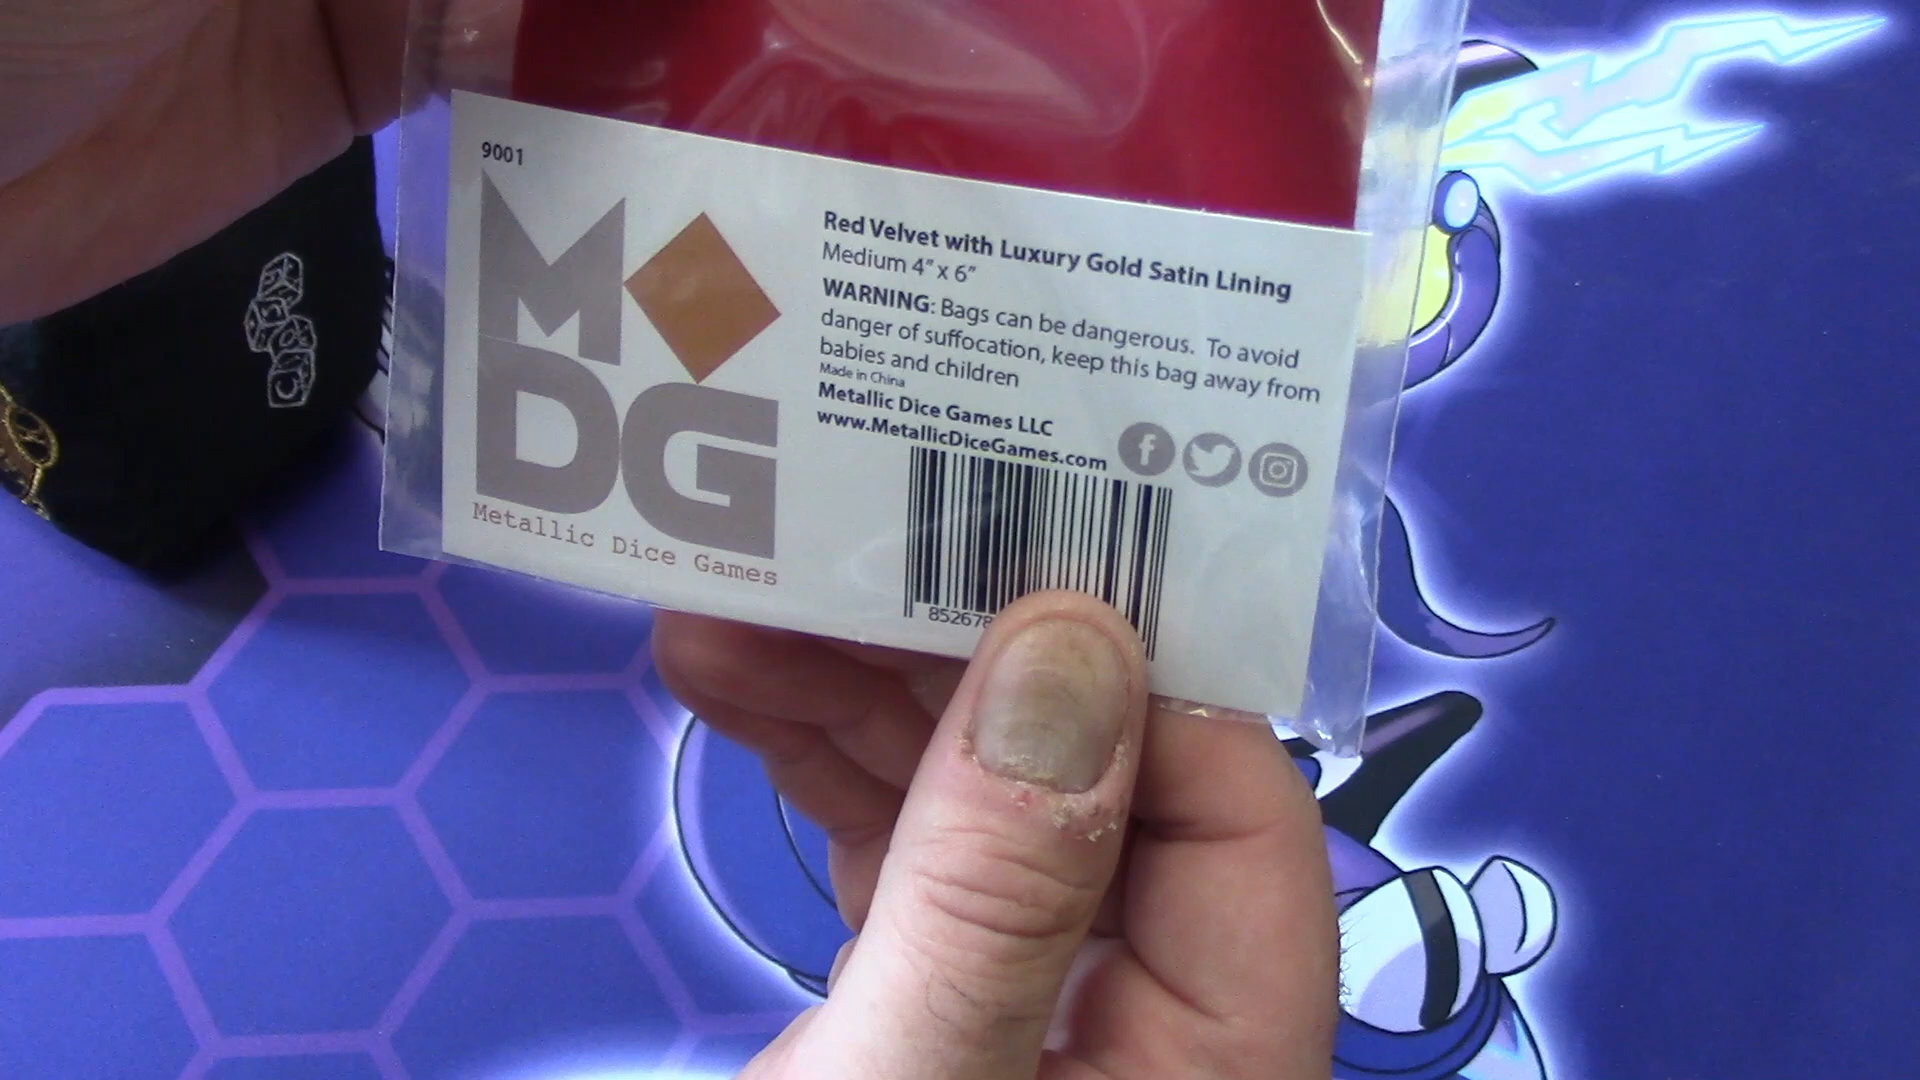 9001
MDG
Metallic Dice Games
Red Velvet with Luxury Gold Satin Lining
Medium 4" x 6"
WARNING: Bags can be dangerous. To avoid
danger of suffocation, keep this bag away from
babies and children
Made in China
Metallic Dice Games LLC
www.MetallicDiceGames.com
852678